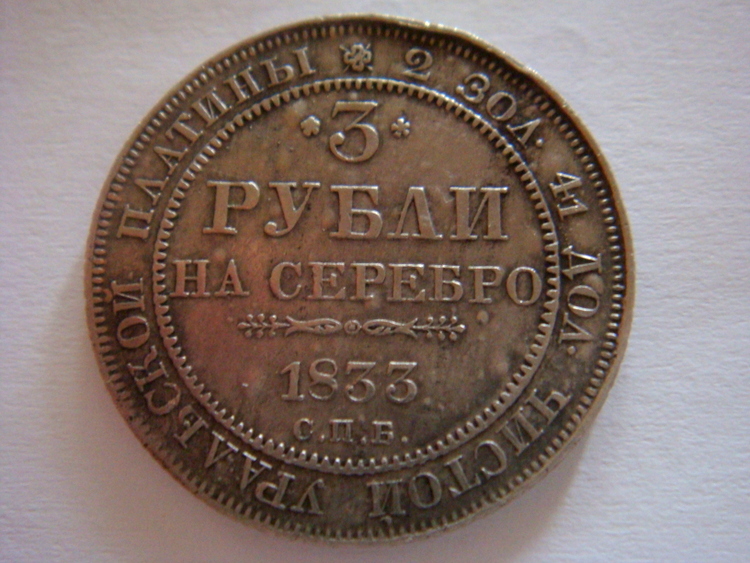 2 ЗОЛ. 41 ДОЛ. ЧИСТОЙ УРАЛЬСКОЙ ПЛАТИНЫ
3
РУБЛИ
НА СЕРЕБРО
1833
С.П.Б.